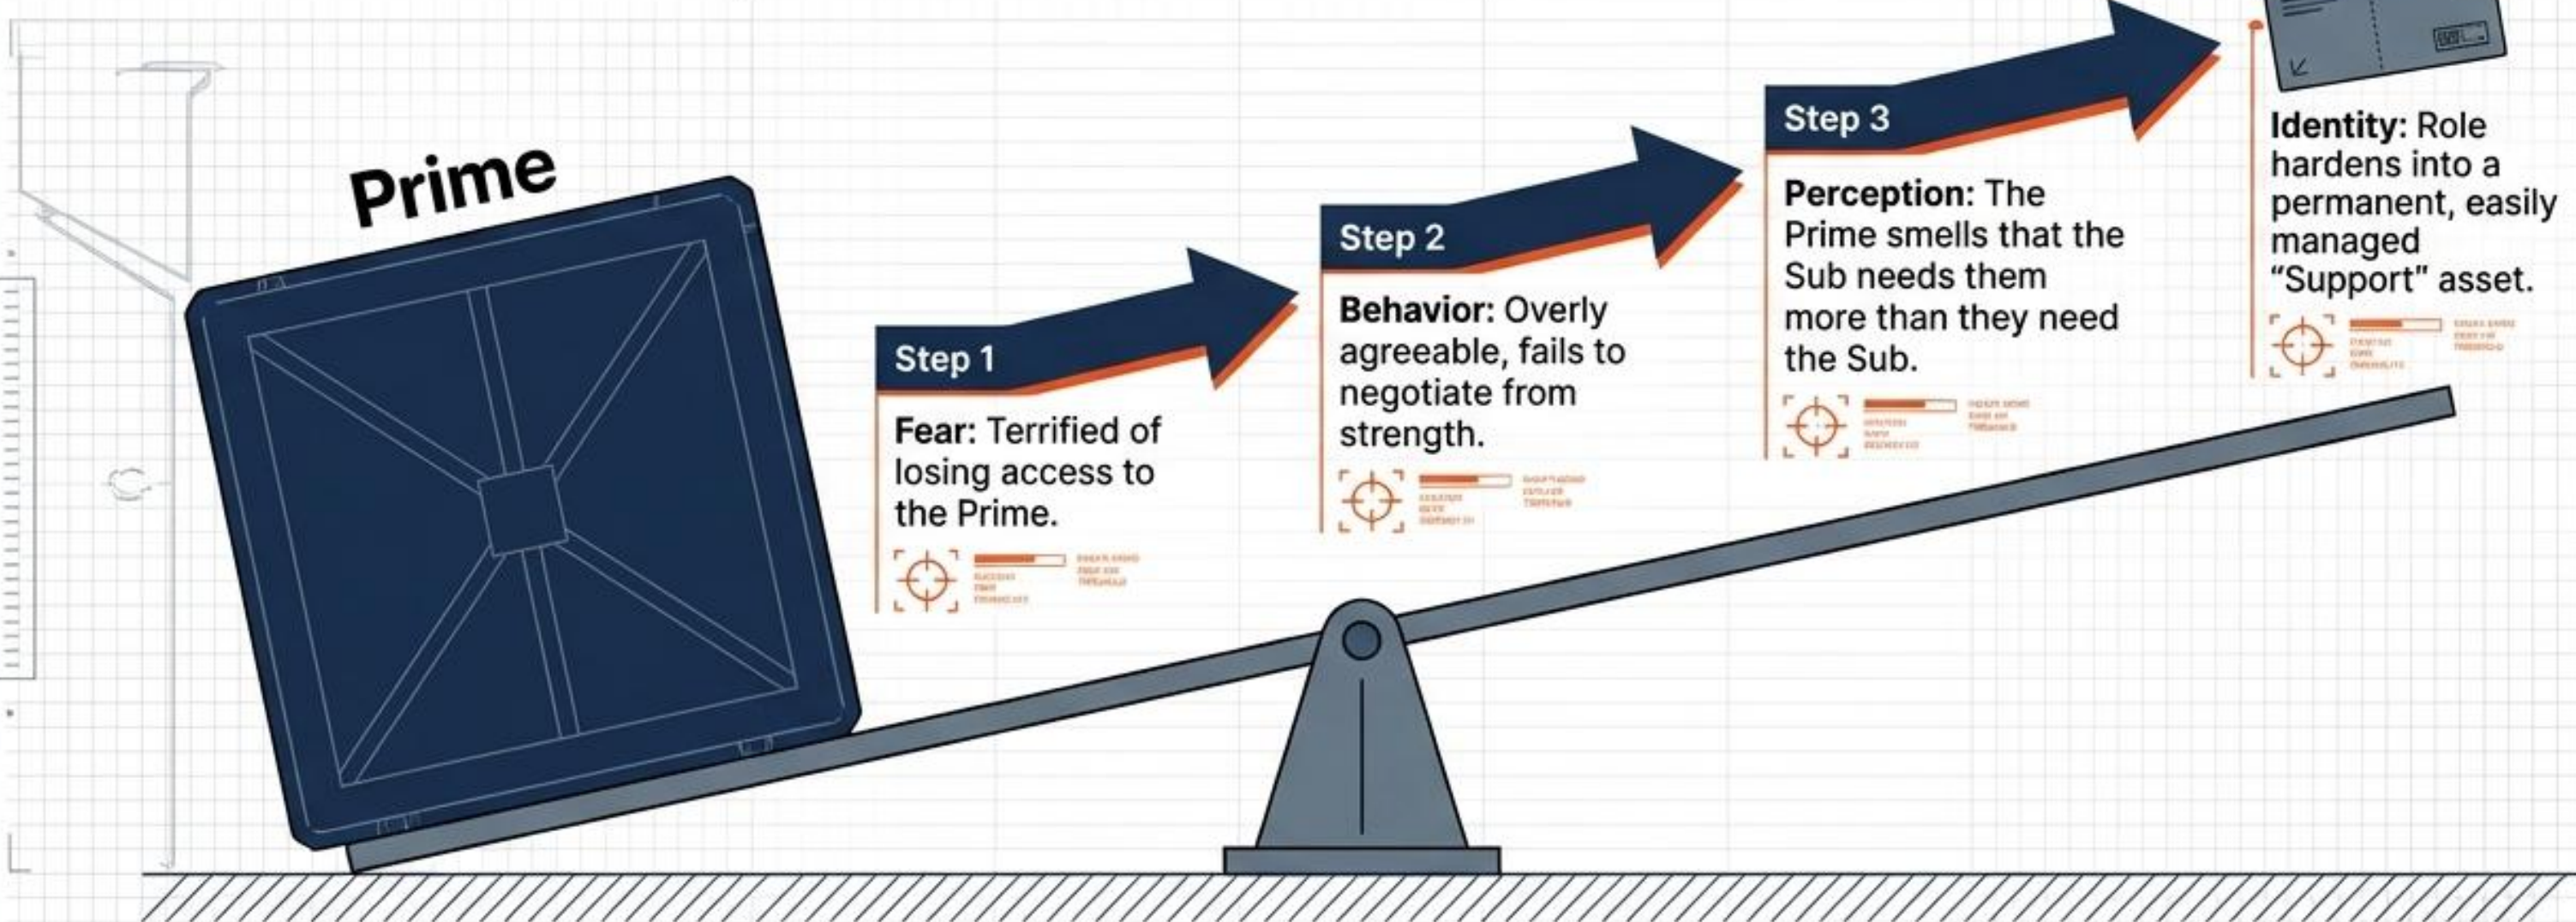 Prime
Step 1
Fear: Terrified of
losing access to
the Prime.
Step 2
Behavior: Overly
agreeable, fails to
negotiate from
strength.
Step 3
Perception: The
Prime smells that the
Sub needs them
more than they need
the Sub.
Identity: Role
hardens into a
permanent, easily
managed
“Support” asset.